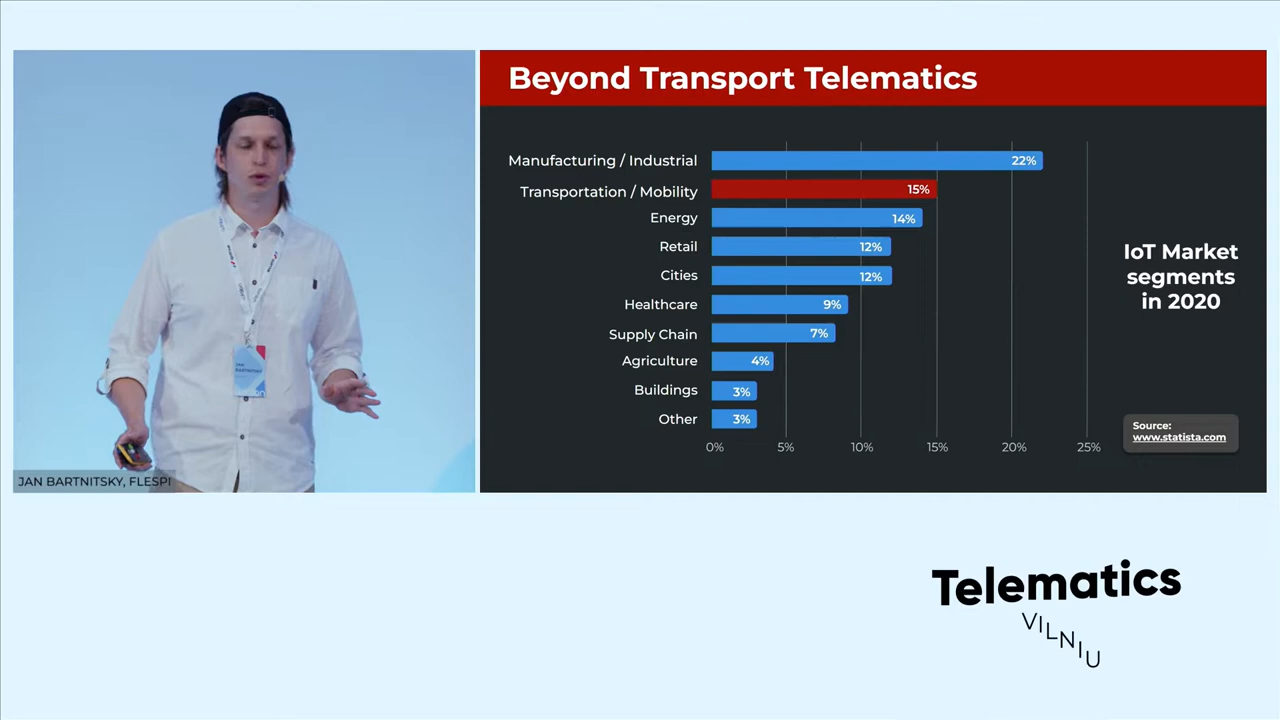 Beyond Transport Telematics
Manufacturing / Industrial 22%
Transportation / Mobility 15%
Energy 14%
Retail 12%
Cities 12%
Healthcare 9%
Supply Chain 7%
Agriculture 4%
Buildings 3%
Other 3%
0% 5% 10% 15% 20% 25%
IoT Market
segments
in 2020
Source:
www.statista.com
JAN
BARTNITSKY
JAN BARTNITSKY, FLESPI
Telematics
VILNIU